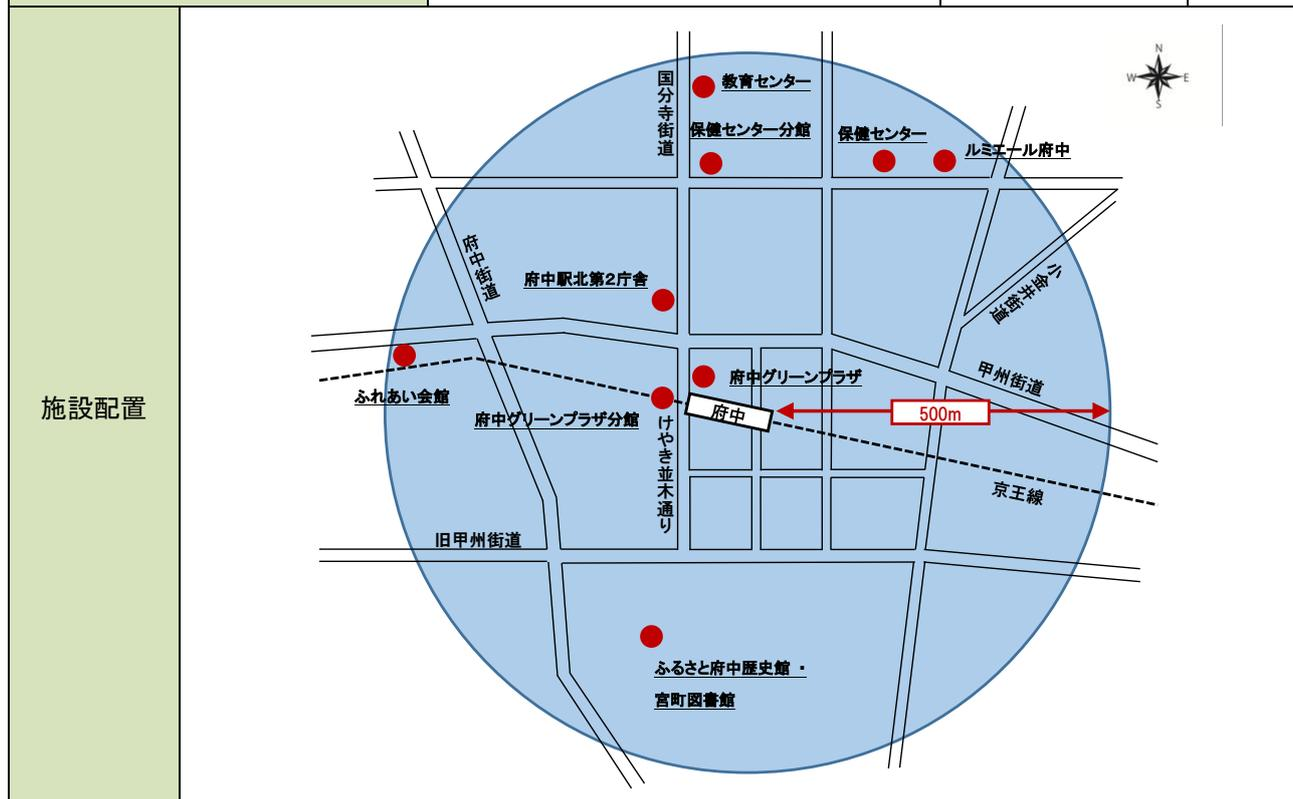 施設配置
N
W
E
S
国分寺街道
教育センター
保健センター分館
保健センター
ルミエール府中
府中街道
府中駅北第2庁舎
小金井街道
ふれあい会館
府中グリーンプラザ
甲州街道
府中グリーンプラザ分館
府中
500m
けやき並木通り
京王線
旧甲州街道
ふるさと府中歴史館・
宮町図書館